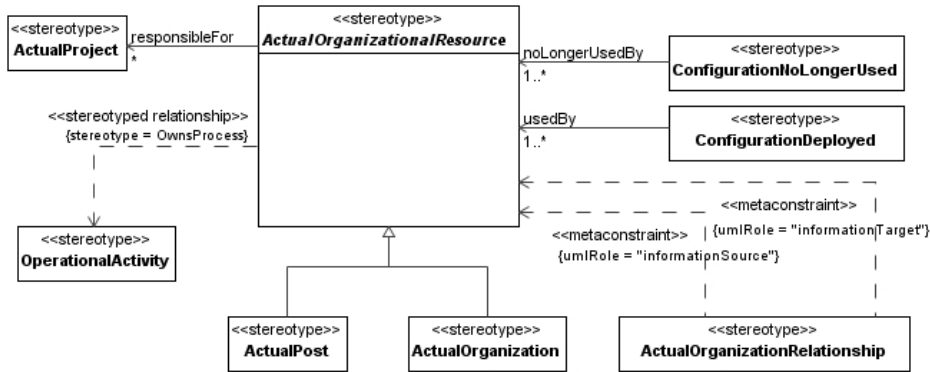 <<stereotype>>
ActualProject
responsibleFor
*
<<stereotype>>
ActualOrganizationalResource
noLongerUsedBy
1..*
<<stereotype>>
ConfigurationNoLongerUsed
<<stereotyped relationship>>
{stereotype = OwnsProcess}
usedBy
1..*
<<stereotype>>
ConfigurationDeployed
<<stereotype>>
OperationalActivity
<<metaconstraint>>
{umlRole = "informationTarget"}
<<metaconstraint>>
{umlRole = "informationSource"}
<<stereotype>>
ActualPost
<<stereotype>>
ActualOrganization
<<stereotype>>
ActualOrganizationRelationship